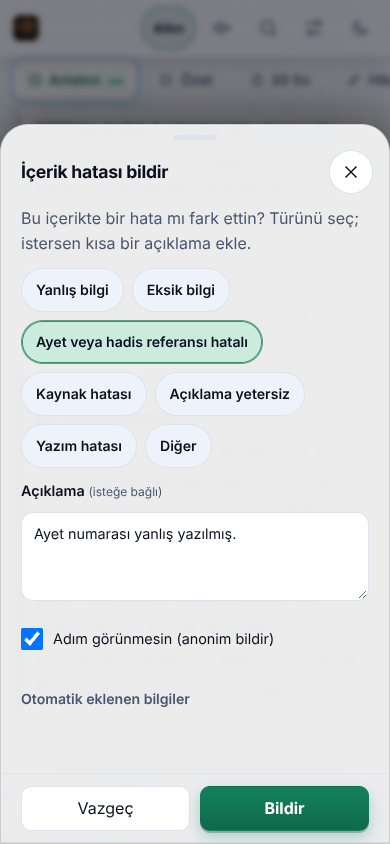 İçerik hatası bildir
Bu içerikte bir hata mı fark ettin? Türünü seç;
istersen kısa bir açıklama ekle.
Yanlış bilgi
Eksik bilgi
Ayet veya hadis referansı hatalı
Kaynak hatası
Açıklama yetersiz
Yazım hatası
Diğer
Açıklama (isteğe bağlı)
Ayet numarası yanlış yazılmış.
Adım görünmesin (anonim bildir)
Otomatik eklenen bilgiler
Vazgeç
Bildir